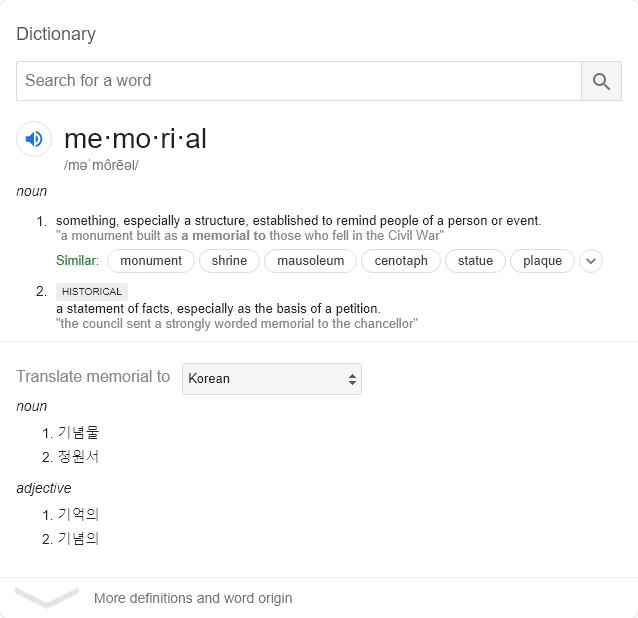 Dictionary
Search for a word
me·mo·ri·al
/məˈmôrēəl/
noun
1. something, especially a structure, established to remind people of a person or event.
"a monument built as a memorial to those who fell in the Civil War"
Similar: monument shrine mausoleum cenotaph statue plaque
2. HISTORICAL
a statement of facts, especially as the basis of a petition.
"the council sent a strongly worded memorial to the chancellor"
Translate memorial to Korean
noun
1. 기념물
2. 청원서
adjective
1. 기억의
2. 기념의
More definitions and word origin